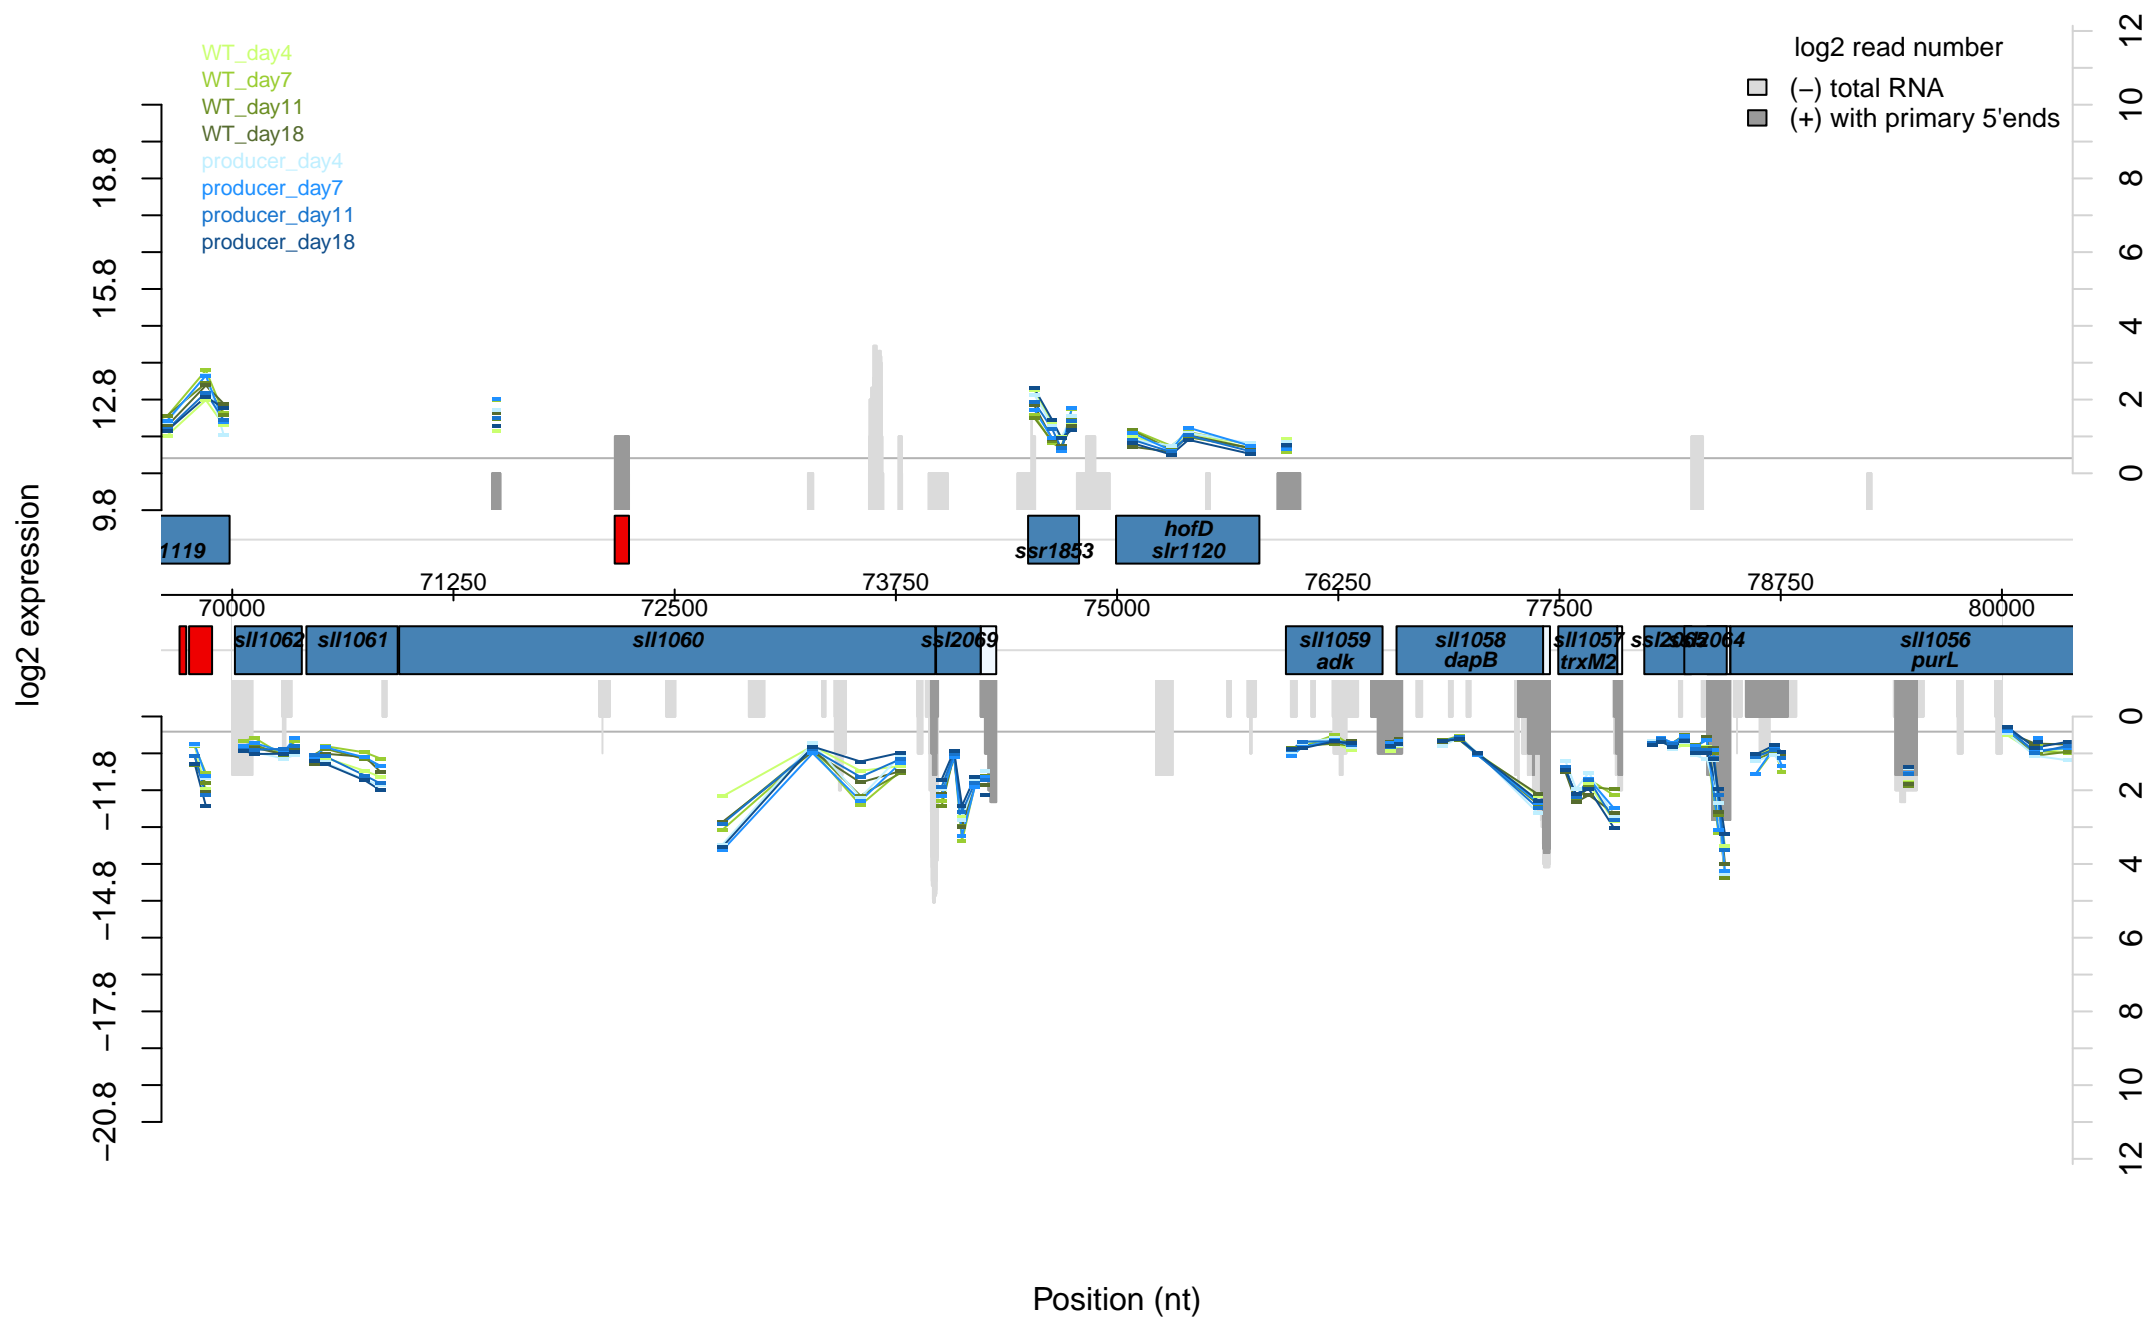 WT_day4
WT_day7
WT_day11
WT_day18
producer_day4
producer_day7
producer_day11
producer_day18
log2 read number
(−) total RNA
(+) with primary 5'ends
log2 expression
18.8
15.8
12.8
9.8
−11.8
−14.8
−17.8
−20.8
12
10
8
6
4
2
0
0
2
4
6
8
10
12
1119
ssr1853
hofD
slr1120
71250
73750
76250
78750
70000
72500
75000
77500
80000
sll1062
sll1061
sll1060
ssl2069
sll1059
adk
sll1058
dapB
sll1057
trxM2
ssl2065
ssl2064
sll1056
purL
Position (nt)